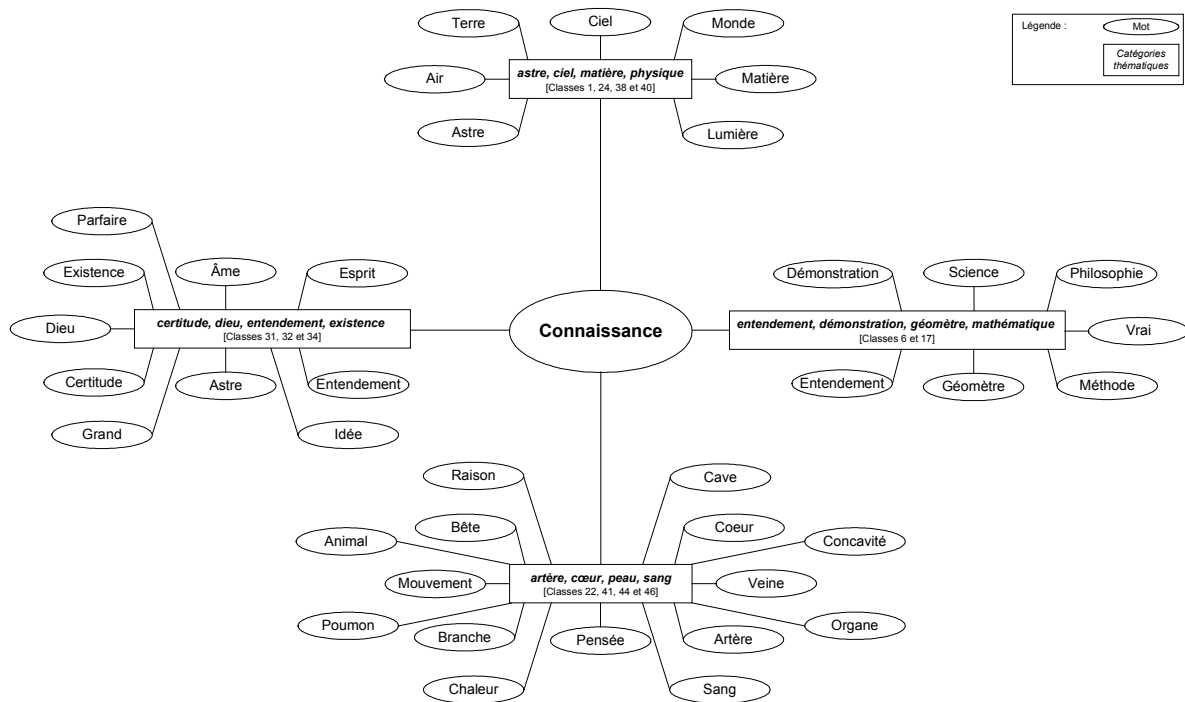 Terre
Ciel
Monde
Air
astre, ciel, matière, physique
[Classes 1, 24, 38 et 40]
Matière
Astre
Lumière
Légende :
Mot
Catégories
thématiques
Parfaire
Existence
Âme
Esprit
Dieu
certitude, dieu, entendement, existence
[Classes 31, 32 et 34]
Certitude
Astre
Entendement
Grand
Idée
Connaissance
Démonstration
Science
Philosophie
entendement, démonstration, géomètre, mathématique
[Classes 6 et 17]
Vrai
Entendement
Géomètre
Méthode
Raison
Cave
Bête
Coeur
Animal
Concavité
Mouvement
artère, cœur, peau, sang
[Classes 22, 41, 44 et 46]
Veine
Poumon
Branche
Pensée
Artère
Organe
Chaleur
Sang